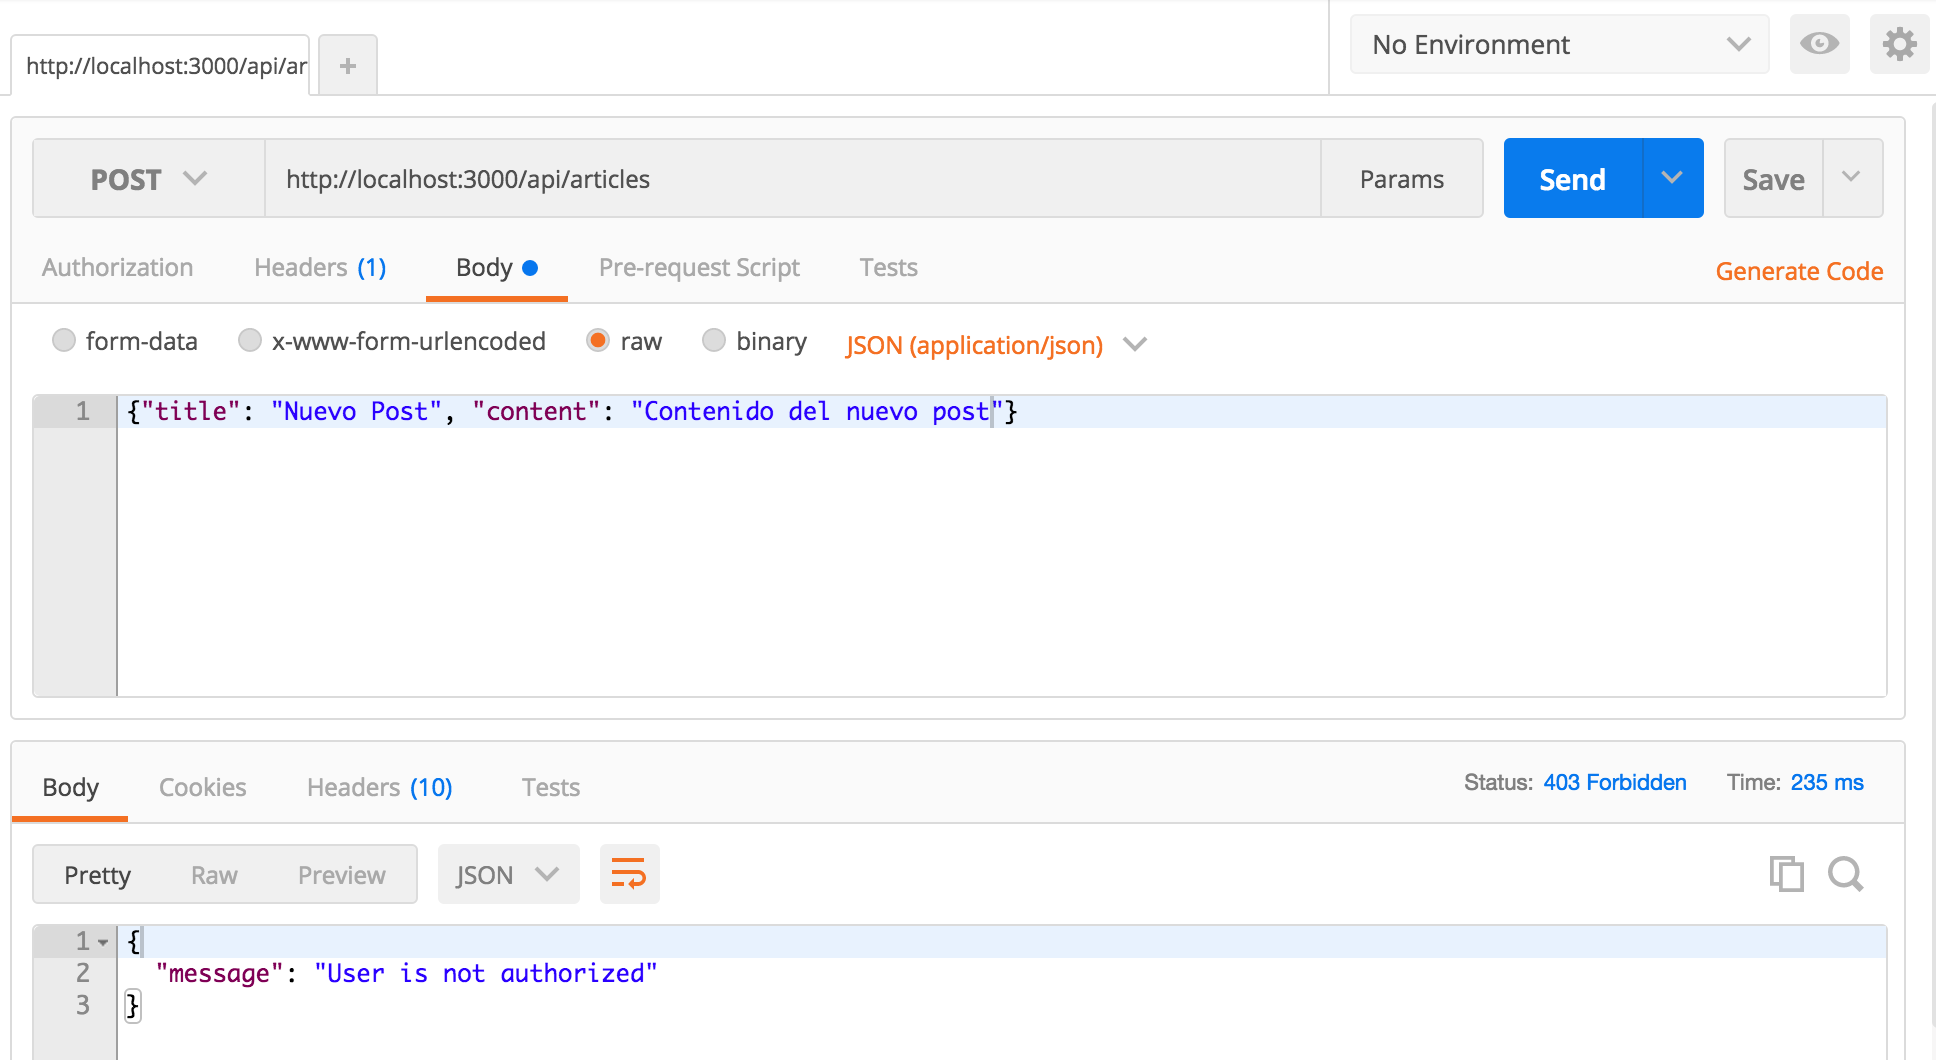 No Environment
http://localhost:3000/api/ar +
POST http://localhost:3000/api/articles Params Send Save
Authorization Headers (1) Body Pre-request Script Tests Generate Code
form-data x-www-form-urlencoded raw binary JSON (application/json)
1 {"title": "Nuevo Post", "content": "Contenido del nuevo post"}
Body Cookies Headers (10) Tests Status: 403 Forbidden Time: 235 ms
Pretty Raw Preview JSON
1 {
2 "message": "User is not authorized"
3 }